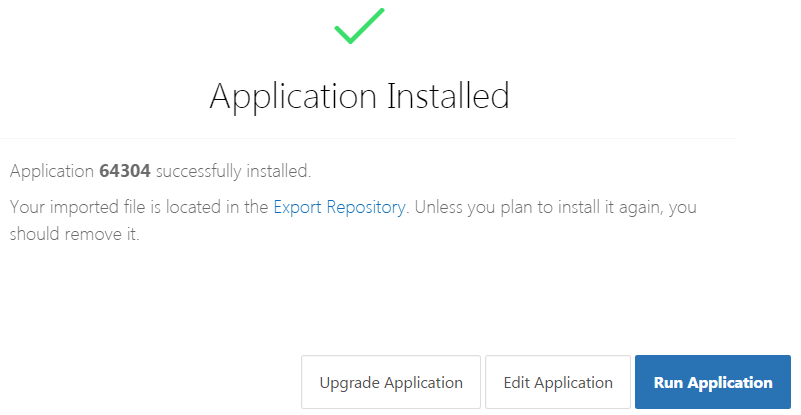 Application Installed
Application 64304 successfully installed.
Your imported file is located in the Export Repository. Unless you plan to install it again, you
should remove it.
Upgrade Application
Edit Application
Run Application